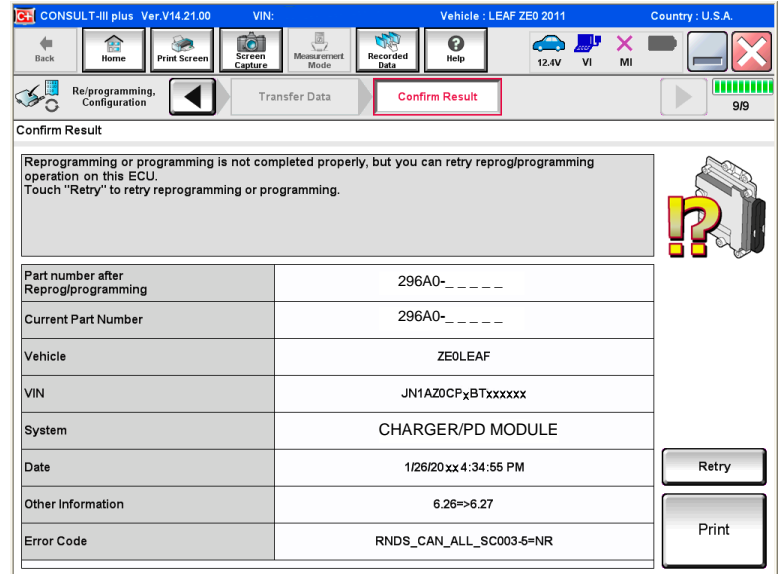 C+ CONSULT-III plus Ver.V14.21.00 VIN: Vehicle : LEAF ZE0 2011 Country : U.S.A.
Back Home Print Screen Screen Capture Measurement Mode Recorded Data Help 12.4V VI MI
Re/programming, Configuration Transfer Data Confirm Result 9/9
Confirm Result
Reprogramming or programming is not completed properly, but you can retry reprog/programming
operation on this ECU.
Touch "Retry" to retry reprogramming or programming.
!?
Part number after
Reprog/programming
296A0-_ _ _ _ _
Current Part Number 296A0-_ _ _ _ _
Vehicle ZE0LEAF
VIN JN1AZ0CPxBTxxxxxx
System CHARGER/PD MODULE
Date 1/26/20xx 4:34:55 PM
Retry
Other Information 6.26=>6.27
Print
Error Code RNDS_CAN_ALL_SC003-5=NR